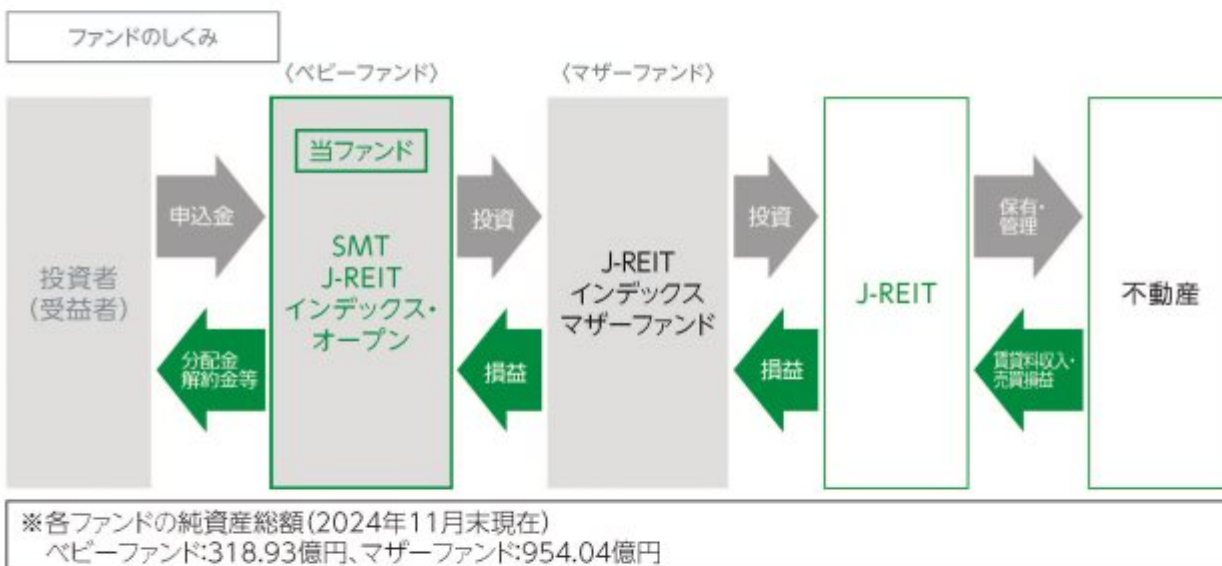 ファンドのしくみ
〈ベビーファンド〉
〈マザーファンド〉
投資者
(受益者)
申込金
分配金
解約金等
当ファンド
SMT
J-REIT
インデックス・
オープン
投資
損益
J-REIT
インデックス
マザーファンド
投資
損益
J-REIT
保有・
管理
賃貸料収入・
売買損益
不動産
※各ファンドの純資産総額(2024年11月末現在)
ベビーファンド:318.93億円、マザーファンド:954.04億円